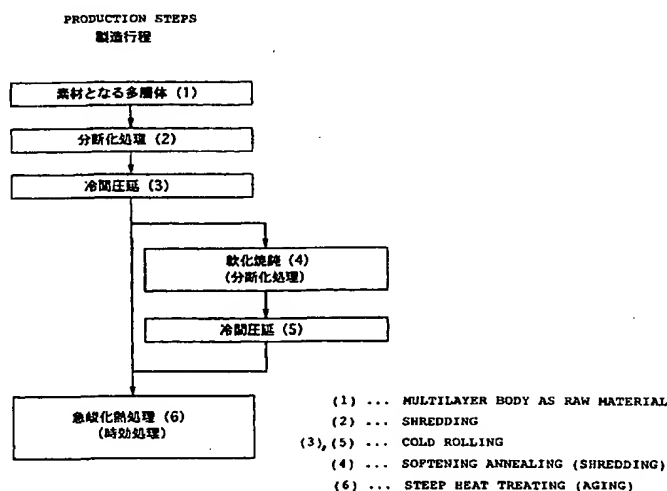 PRODUCTION STEPS
製造行程
素材となる多層体 (1)
分断化処理 (2)
冷間圧延 (3)
軟化焼鈍 (4)
(分断化処理)
冷間圧延 (5)
急峻化熱処理 (6)
(時効処理)
(1) ... MULTILAYER BODY AS RAW MATERIAL
(2) ... SHREDDING
(3),(5) ... COLD ROLLING
(4) ... SOFTENING ANNEALING (SHREDDING)
(6) ... STEEP HEAT TREATING (AGING)